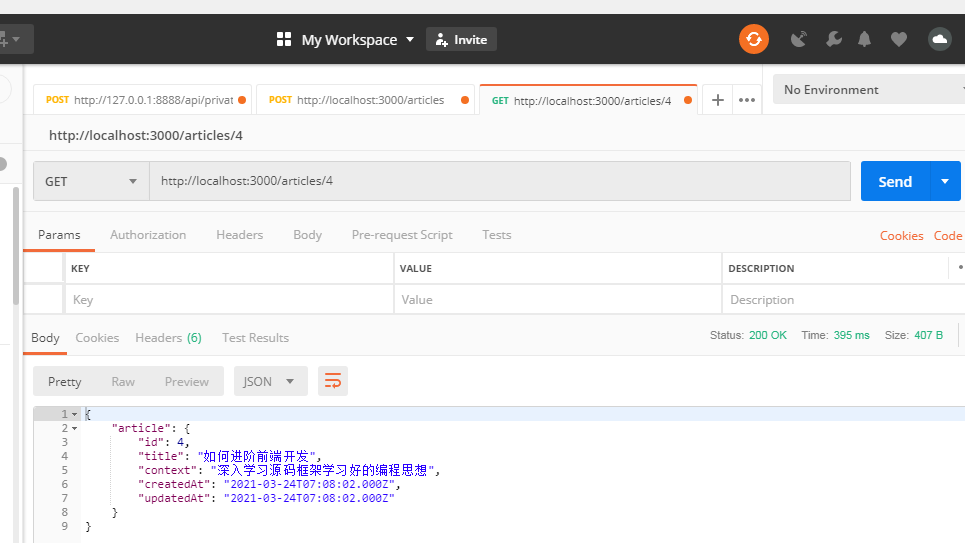 My Workspace
Invite
POST http://127.0.0.1:8888/api/privat
POST http://localhost:3000/articles
GET http://localhost:3000/articles/4
No Environment
http://localhost:3000/articles/4
GET
http://localhost:3000/articles/4
Send
Params Authorization Headers Body Pre-request Script Tests
Cookies Code
KEY VALUE DESCRIPTION
Key Value Description
Body Cookies Headers (6) Test Results
Status: 200 OK Time: 395 ms Size: 407 B
Pretty Raw Preview JSON
1 {
2 "article": {
3 "id": 4,
4 "title": "如何进阶前端开发",
5 "context": "深入学习源码框架学习好的编程思想",
6 "createdAt": "2021-03-24T07:08:02.000Z",
7 "updatedAt": "2021-03-24T07:08:02.000Z"
8 }
9 }